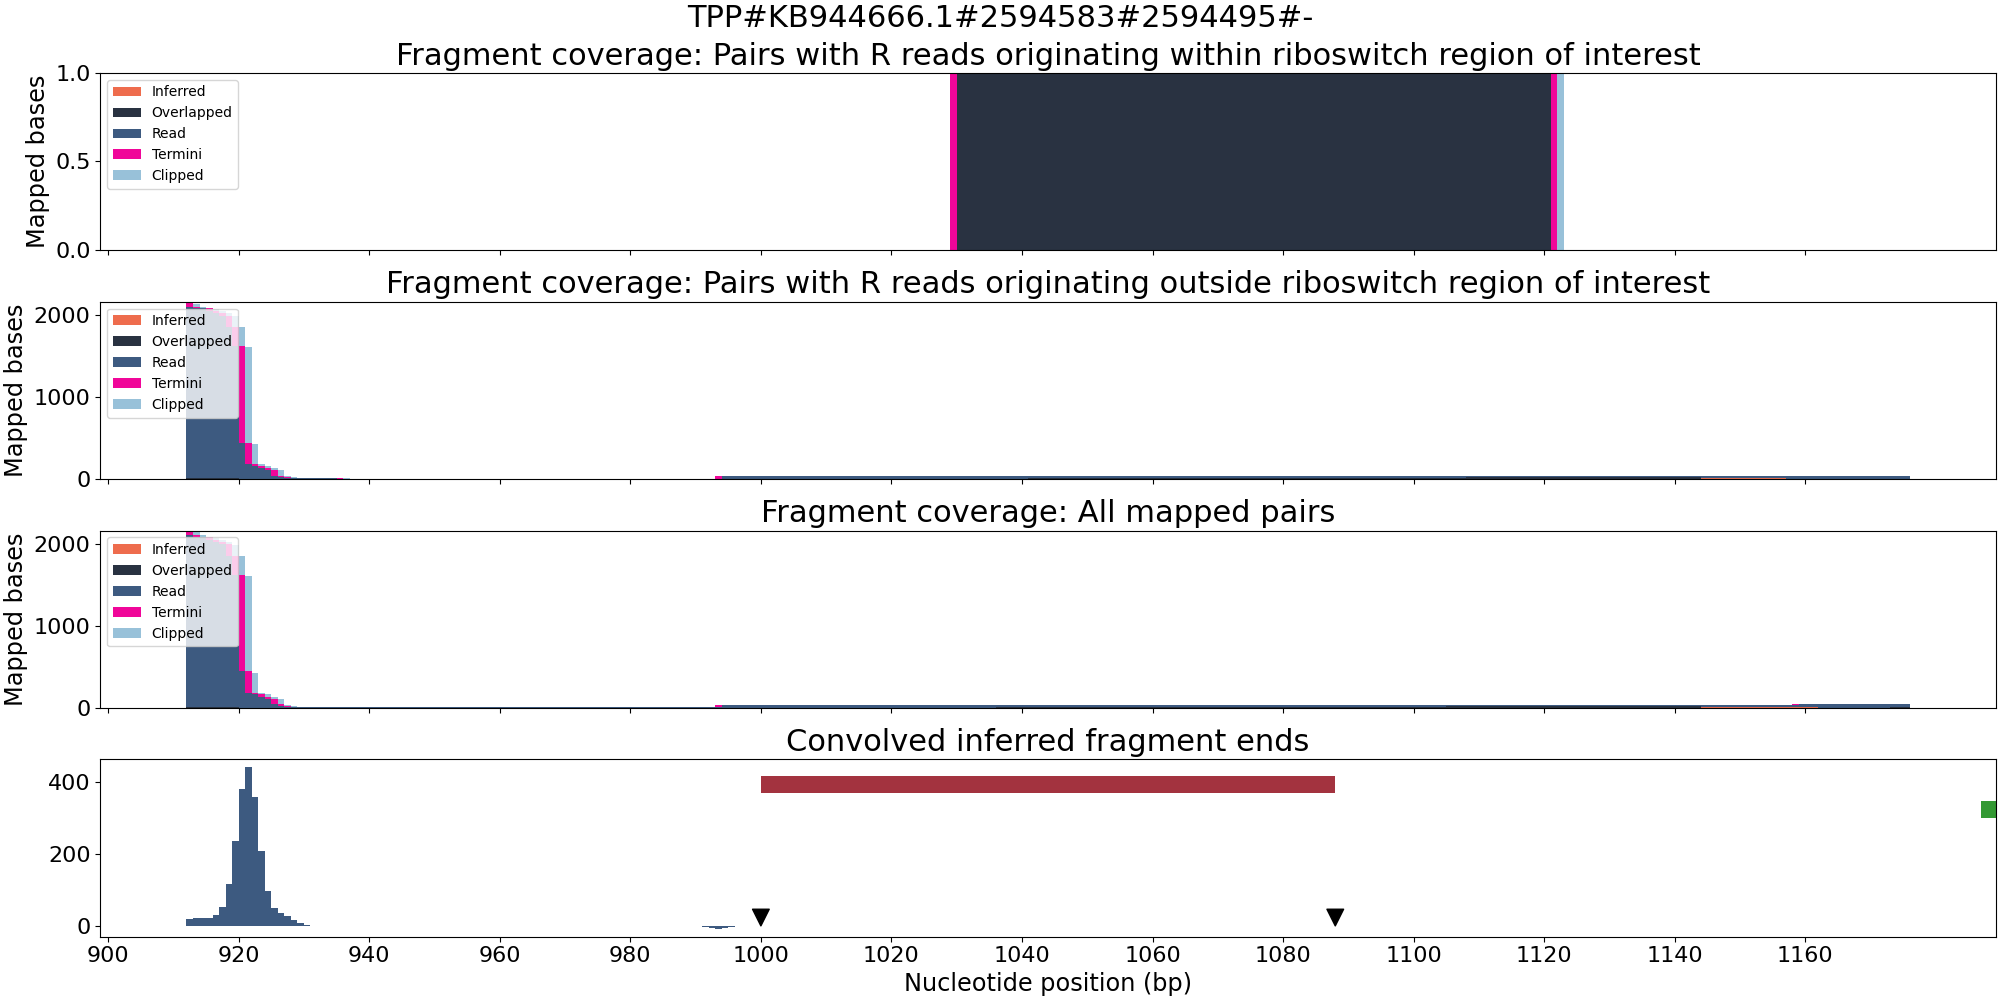 TPP#KB944666.1#2594583#2594495#-
Fragment coverage: Pairs with R reads originating within riboswitch region of interest
Mapped bases
1.0
0.5
0.0
Inferred
Overlapped
Read
Termini
Clipped
Fragment coverage: Pairs with R reads originating outside riboswitch region of interest
Mapped bases
2000
1000
0
Inferred
Overlapped
Read
Termini
Clipped
Fragment coverage: All mapped pairs
Mapped bases
2000
1000
0
Inferred
Overlapped
Read
Termini
Clipped
Convolved inferred fragment ends
400
200
0
900 920 940 960 980 1000 1020 1040 1060 1080 1100 1120 1140 1160
Nucleotide position (bp)